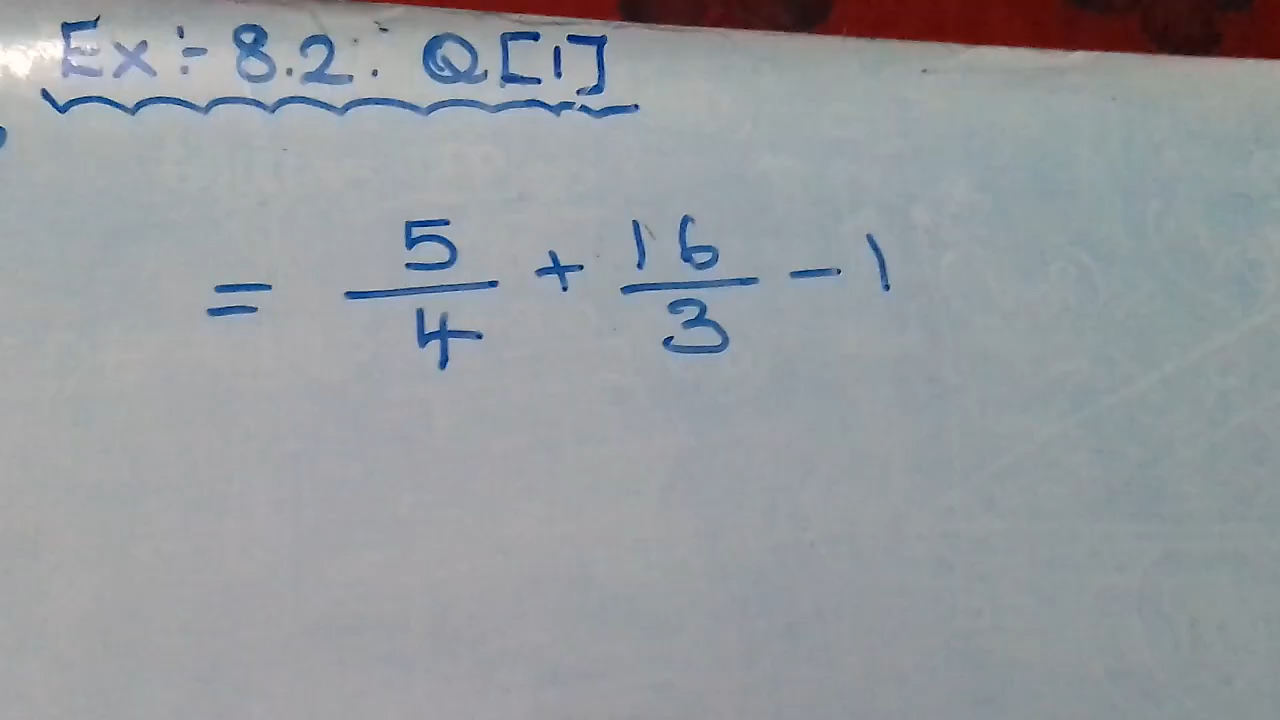 Ex:- 8.2: Q[1]
= 5/4 + 16/3 - 1